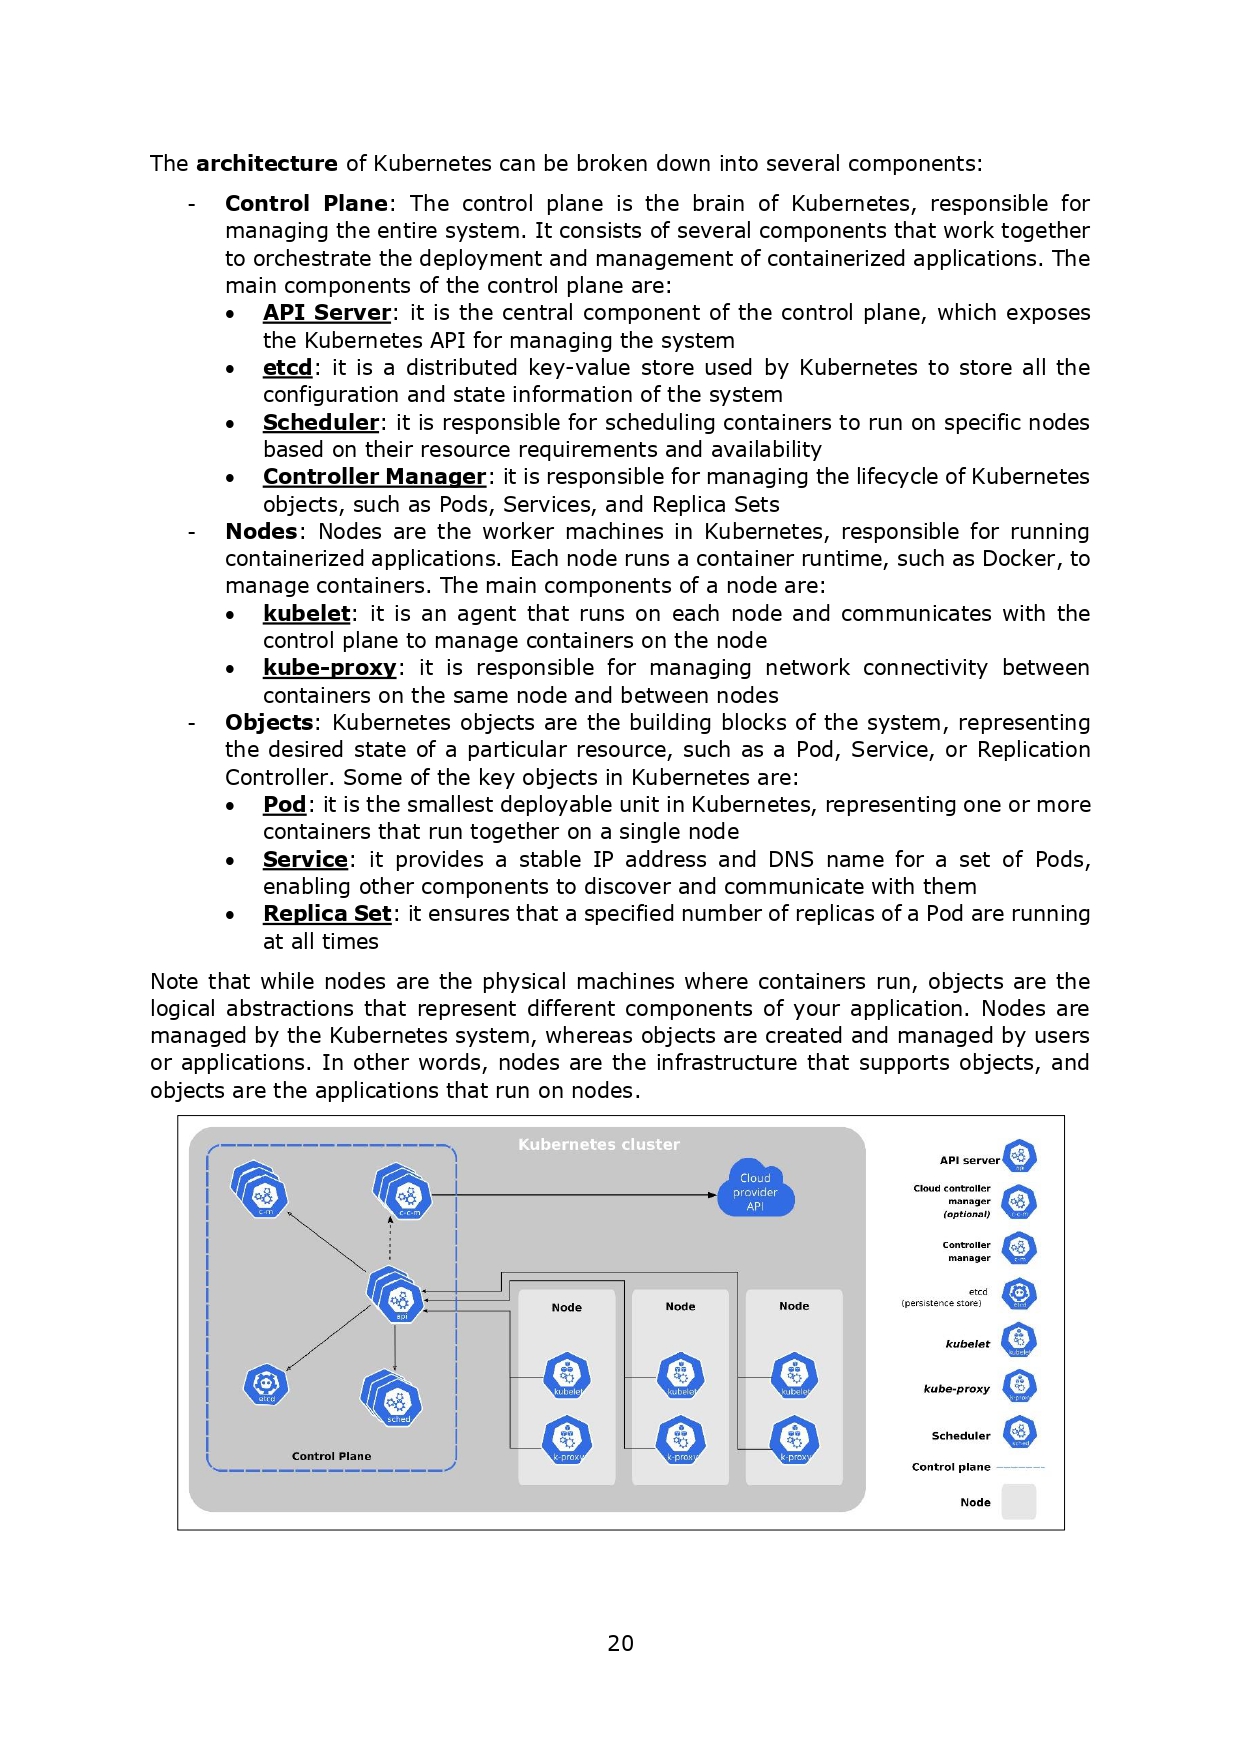 The architecture of Kubernetes can be broken down into several components:
- Control Plane: The control plane is the brain of Kubernetes, responsible for
managing the entire system. It consists of several components that work together
to orchestrate the deployment and management of containerized applications. The
main components of the control plane are:
• API Server: it is the central component of the control plane, which exposes
the Kubernetes API for managing the system
• etcd: it is a distributed key-value store used by Kubernetes to store all the
configuration and state information of the system
• Scheduler: it is responsible for scheduling containers to run on specific nodes
based on their resource requirements and availability
• Controller Manager: it is responsible for managing the lifecycle of Kubernetes
objects, such as Pods, Services, and Replica Sets
- Nodes: Nodes are the worker machines in Kubernetes, responsible for running
containerized applications. Each node runs a container runtime, such as Docker, to
manage containers. The main components of a node are:
• kubelet: it is an agent that runs on each node and communicates with the
control plane to manage containers on the node
• kube-proxy: it is responsible for managing network connectivity between
containers on the same node and between nodes
- Objects: Kubernetes objects are the building blocks of the system, representing
the desired state of a particular resource, such as a Pod, Service, or Replication
Controller. Some of the key objects in Kubernetes are:
• Pod: it is the smallest deployable unit in Kubernetes, representing one or more
containers that run together on a single node
• Service: it provides a stable IP address and DNS name for a set of Pods,
enabling other components to discover and communicate with them
• Replica Set: it ensures that a specified number of replicas of a Pod are running
at all times
Note that while nodes are the physical machines where containers run, objects are the
logical abstractions that represent different components of your application. Nodes are
managed by the Kubernetes system, whereas objects are created and managed by users
or applications. In other words, nodes are the infrastructure that supports objects, and
objects are the applications that run on nodes.
Kubernetes cluster
c-m
c-c-m
Cloud
provider
API
api
etcd
sched
Control Plane
Node
kubelet
k-proxy
Node
kubelet
k-proxy
Node
kubelet
k-proxy
API server
api
Cloud controller
manager
(optional)
c-c-m
Controller
manager
c-m
etcd
(persistence store)
etcd
kubelet
kubelet
kube-proxy
k-proxy
Scheduler
sched
Control plane
Node
20